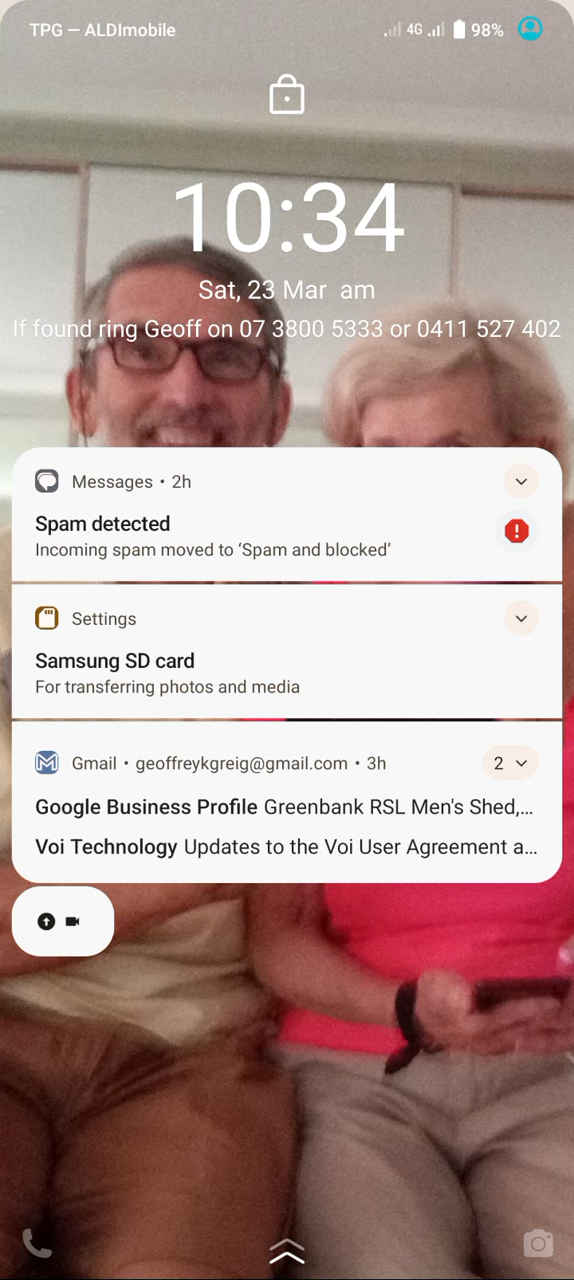 TPG — ALDImobile 4G 98%
10:34
Sat, 23 Mar am
If found ring Geoff on 07 3800 5333 or 0411 527 402
Messages • 2h
Spam detected
Incoming spam moved to ‘Spam and blocked’
Settings
Samsung SD card
For transferring photos and media
Gmail • geoffreykgreig@gmail.com • 3h 2
Google Business Profile Greenbank RSL Men's Shed,...
Voi Technology Updates to the Voi User Agreement a...